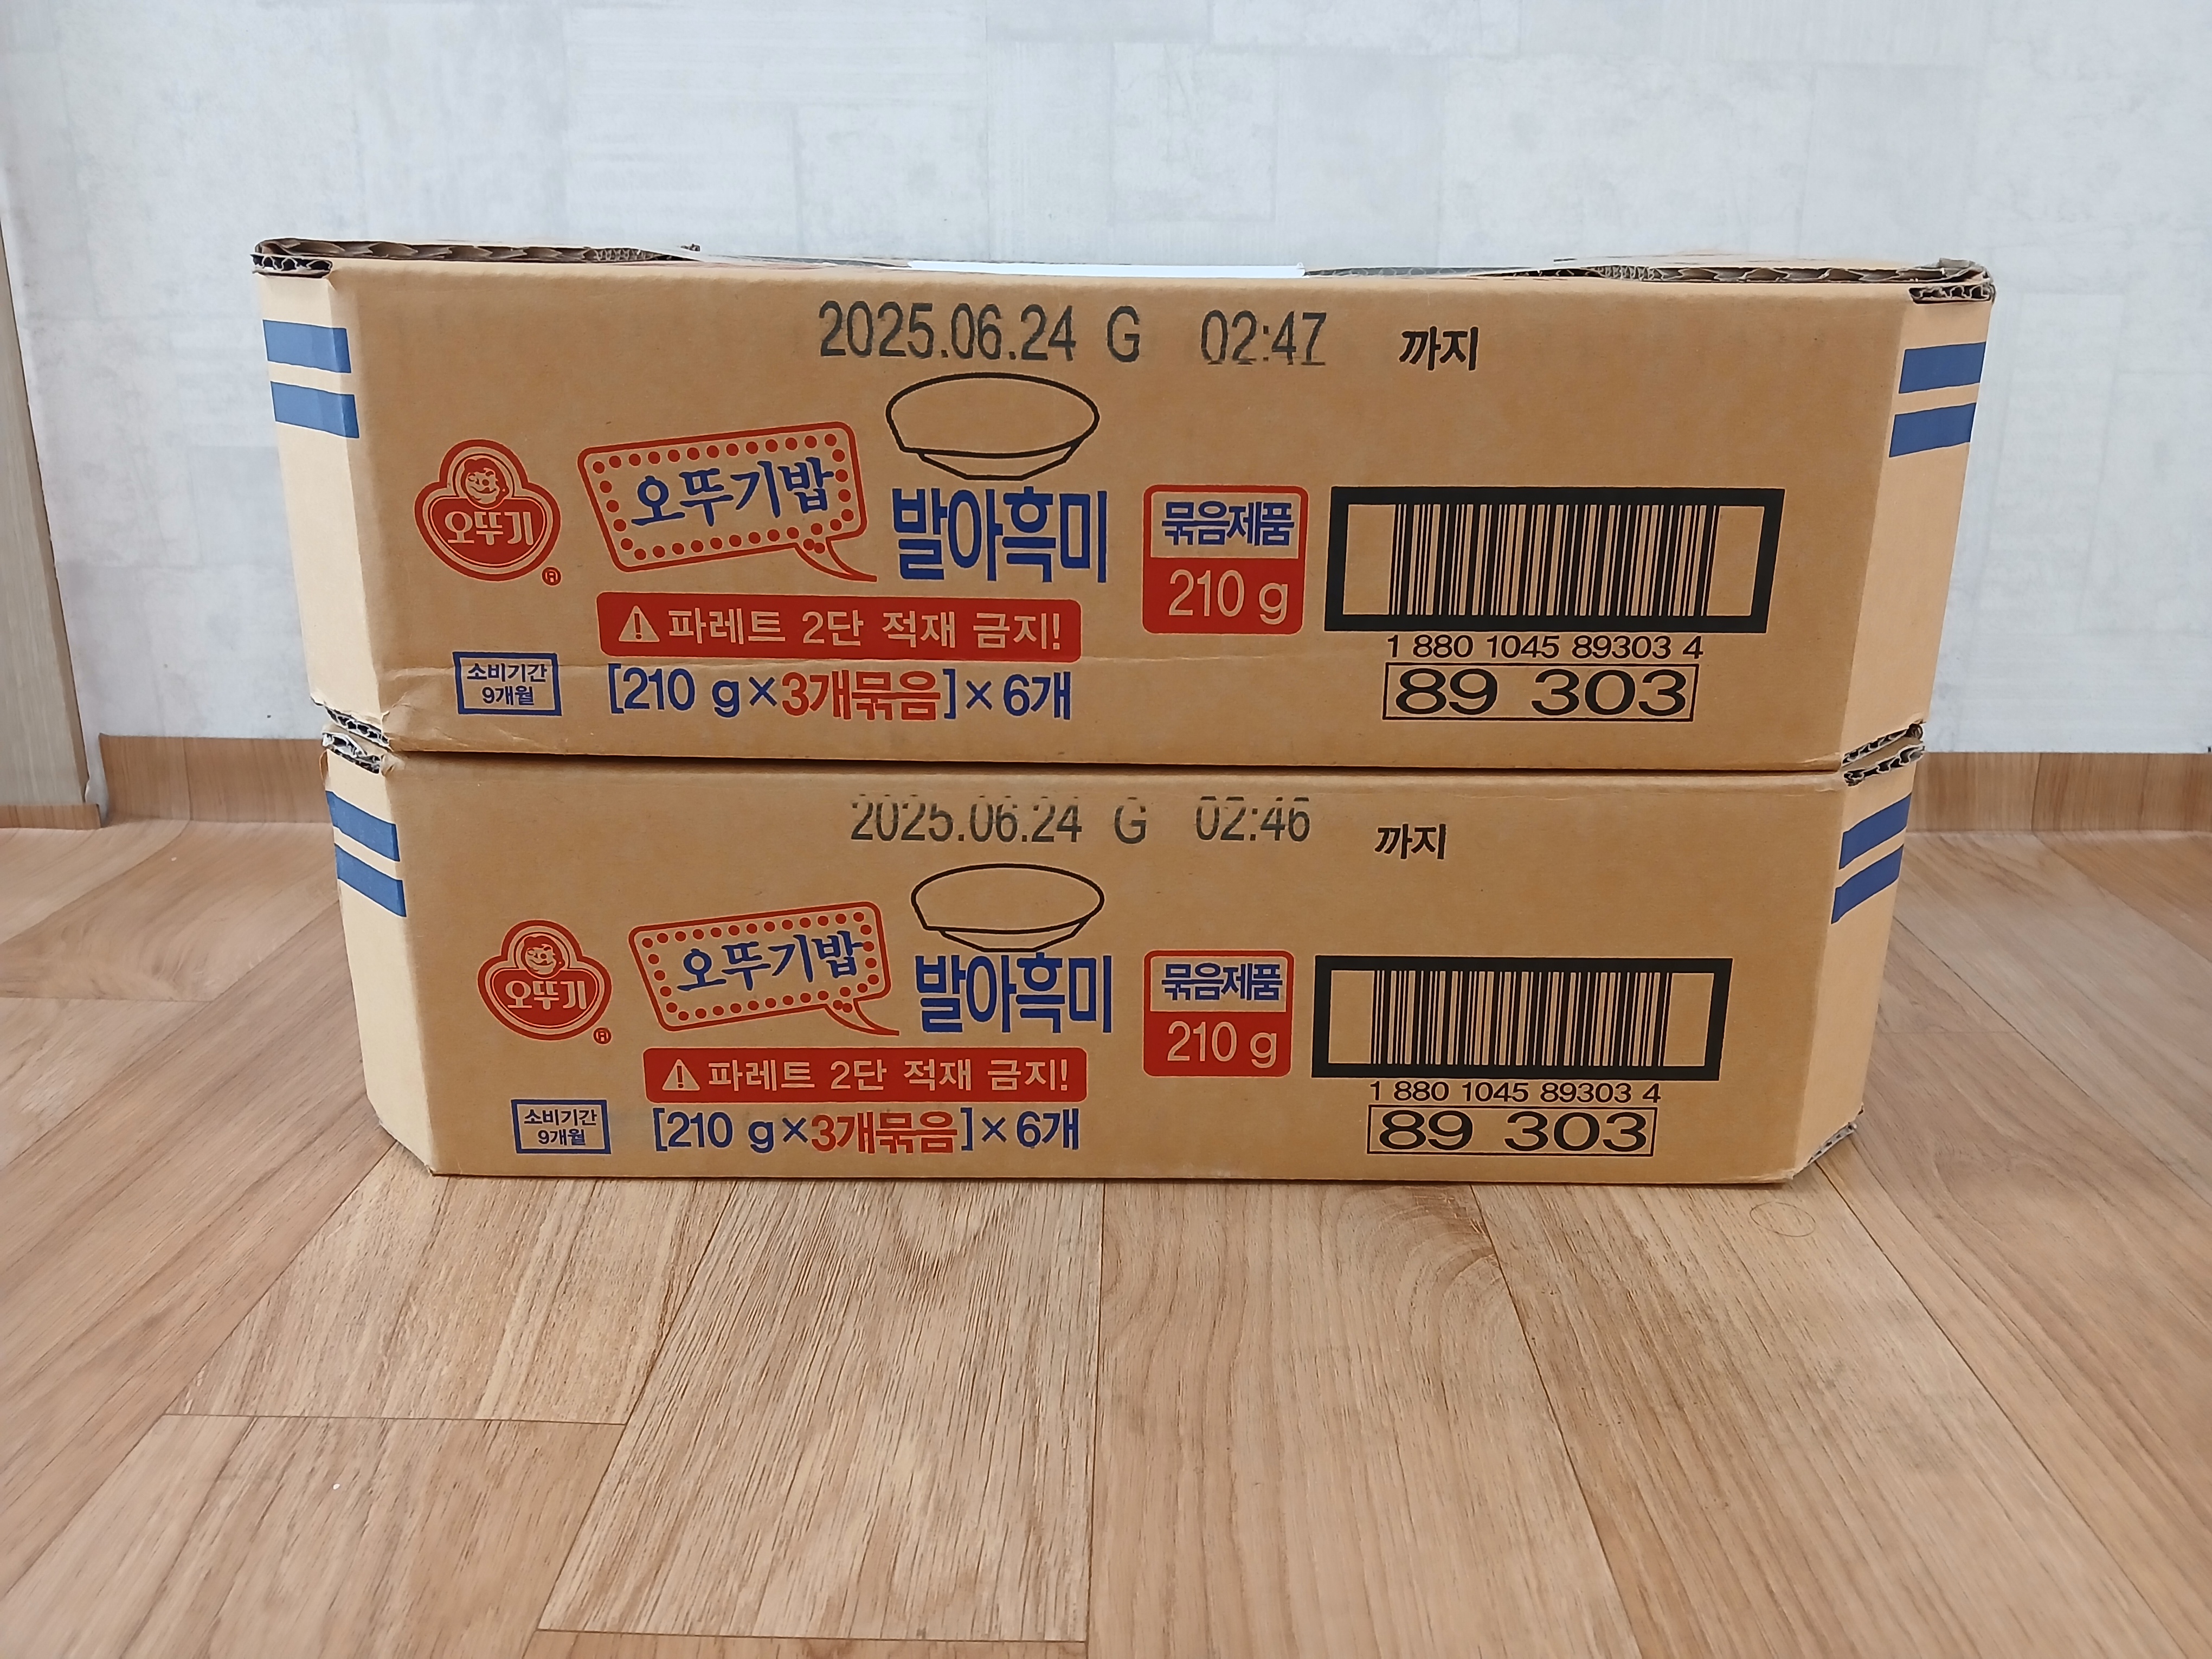 2025.06.24 G 02:47 까지
오뚜기 ®
오뚜기밥
발아흑미
묶음제품
210 g
⚠ 파레트 2단 적재 금지!
소비기간
9개월
[210 g×3개묶음]×6개
1 880 1045 89303 4
89 303
2025.06.24 G 02:46 까지
오뚜기 ®
오뚜기밥
발아흑미
묶음제품
210 g
⚠ 파레트 2단 적재 금지!
소비기간
9개월
[210 g×3개묶음]×6개
1 880 1045 89303 4
89 303